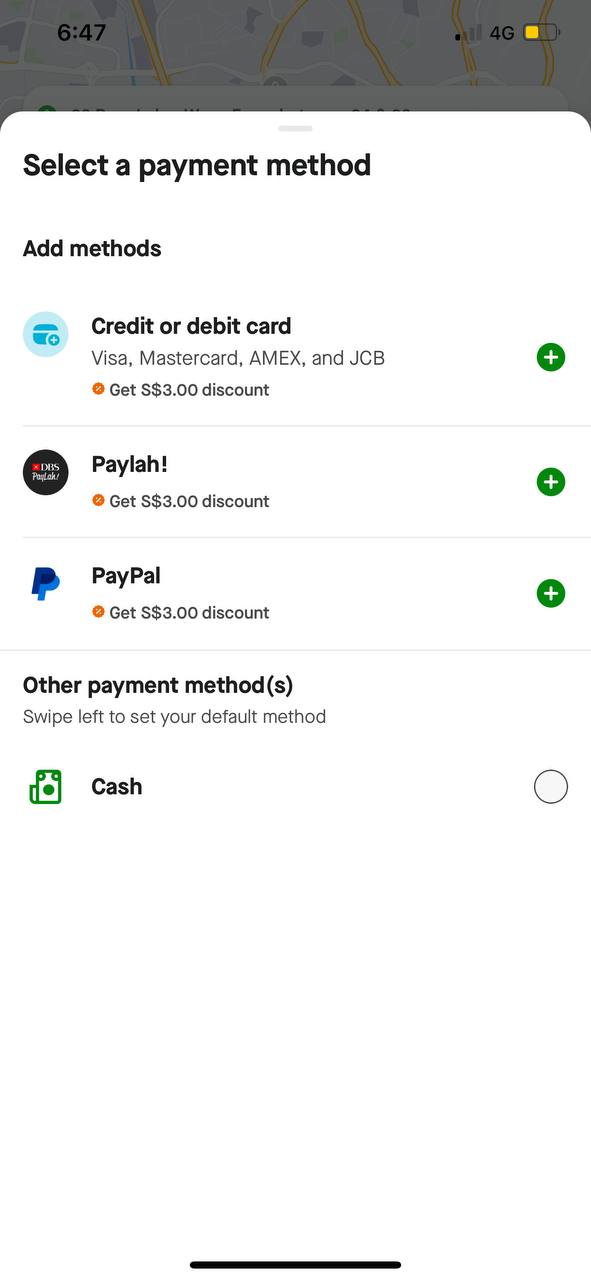 6:47
4G
Select a payment method
Add methods
Credit or debit card
Visa, Mastercard, AMEX, and JCB
Get S$3.00 discount
DBS
PayLah!
Paylah!
Get S$3.00 discount
PayPal
Get S$3.00 discount
Other payment method(s)
Swipe left to set your default method
Cash